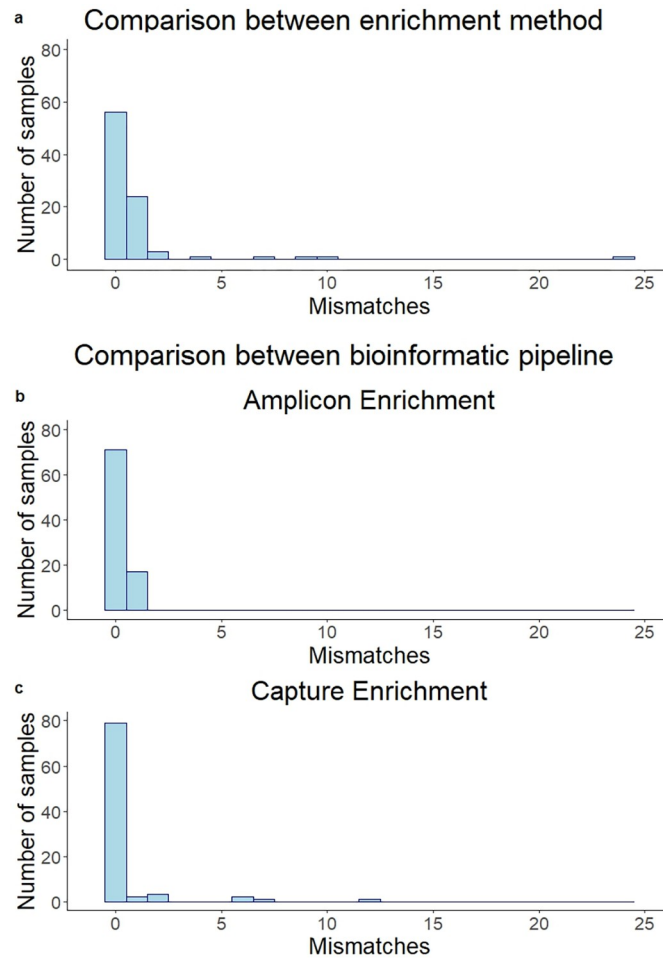 a
Comparison between enrichment method
80
60
40
20
0
Number of samples
0 5 10 15 20 25
Mismatches
Comparison between bioinformatic pipeline
b
Amplicon Enrichment
80
60
40
20
0
Number of samples
0 5 10 15 20 25
Mismatches
c
Capture Enrichment
80
60
40
20
0
Number of samples
0 5 10 15 20 25
Mismatches